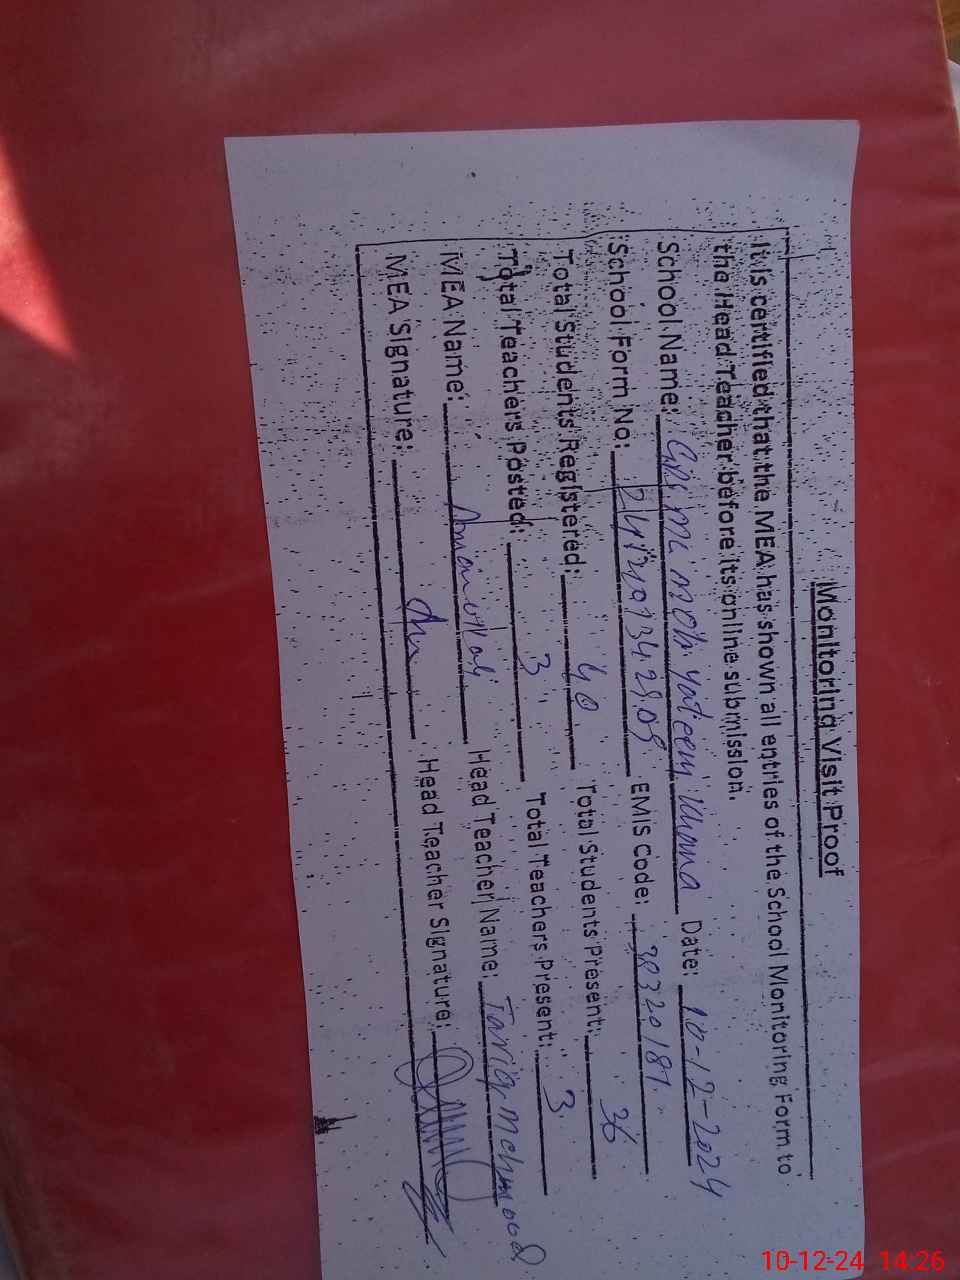 Monitoring Visit Proof
It is certified that the MEA has shown all entries of the School Monitoring Form to
the Head Teacher before its online submission.
School Name: yateem Date: 10-12-2024
School Form No: EMIS Code: 38320181
Total Students Registered: 40 Total Students Present: 36
Total Teachers Posted: 3 Total Teachers Present: 3
MEA Name: Head Teacher Name: Tariq Mehmood
MEA Signature: Head Teacher Signature:
10-12-24 14:26